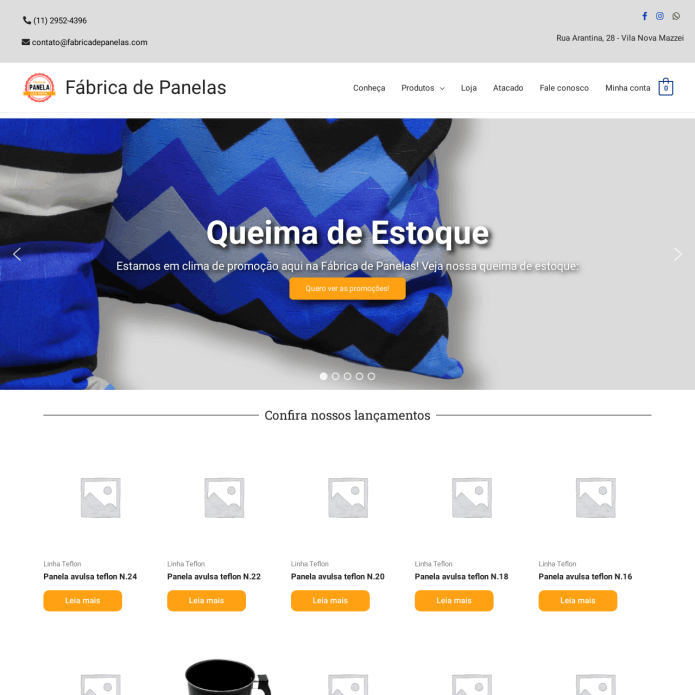 (11) 2952-4396
contato@fabricadepanelas.com
Rua Arantina, 28 - Vila Nova Mazzei
PANELA
Fábrica de Panelas
Conheça
Produtos
Loja
Atacado
Fale conosco
Minha conta
0
Queima de Estoque
Estamos em clima de promoção aqui na Fábrica de Panelas! Veja nossa queima de estoque:
Quero ver as promoções!
Confira nossos lançamentos
Linha Teflon
Panela avulsa teflon N.24
Leia mais
Linha Teflon
Panela avulsa teflon N.22
Leia mais
Linha Teflon
Panela avulsa teflon N.20
Leia mais
Linha Teflon
Panela avulsa teflon N.18
Leia mais
Linha Teflon
Panela avulsa teflon N.16
Leia mais